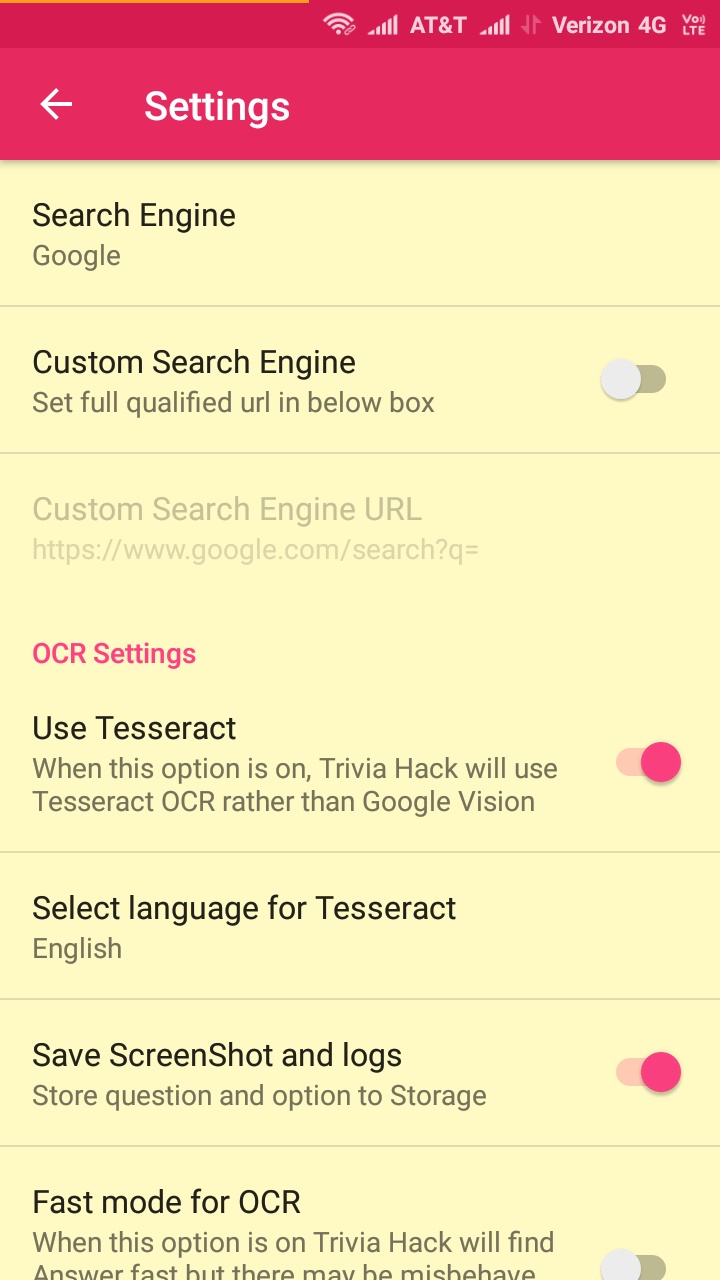 AT&T Verizon 4G Vo) LTE
Settings
Search Engine
Google
Custom Search Engine
Set full qualified url in below box
Custom Search Engine URL
https://www.google.com/search?q=
OCR Settings
Use Tesseract
When this option is on, Trivia Hack will use
Tesseract OCR rather than Google Vision
Select language for Tesseract
English
Save ScreenShot and logs
Store question and option to Storage
Fast mode for OCR
When this option is on Trivia Hack will find
Answer fast but there may be misbehave